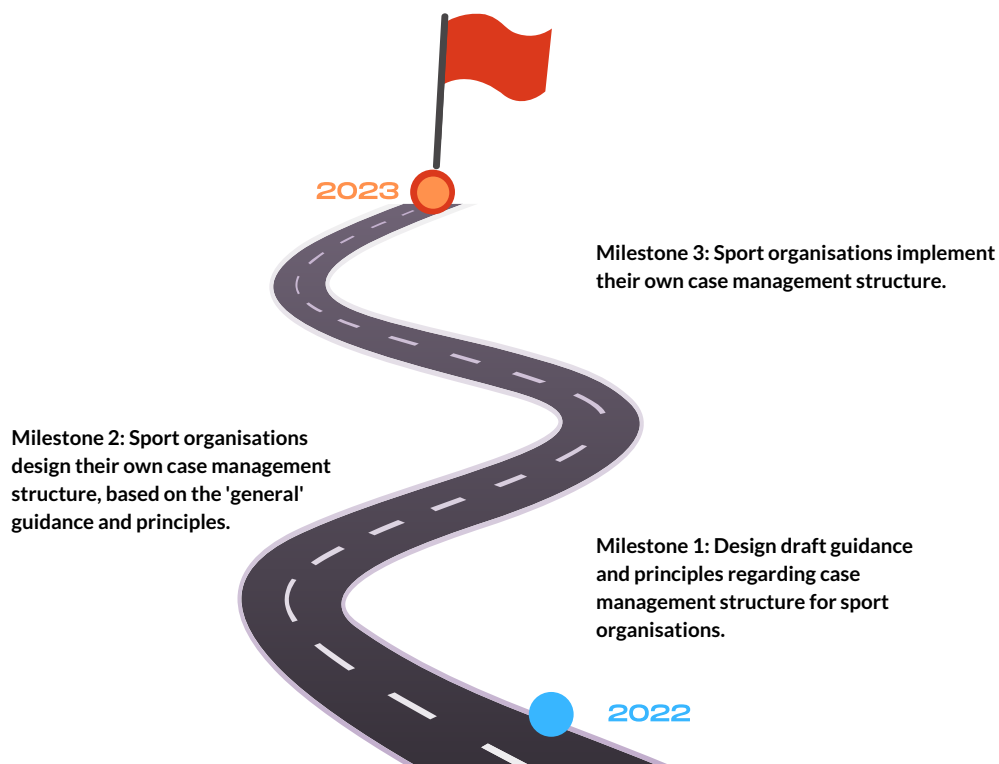 2023
Milestone 3: Sport organisations implement
their own case management structure.
Milestone 2: Sport organisations
design their own case management
structure, based on the 'general'
guidance and principles.
Milestone 1: Design draft guidance
and principles regarding case
management structure for sport
organisations.
2022